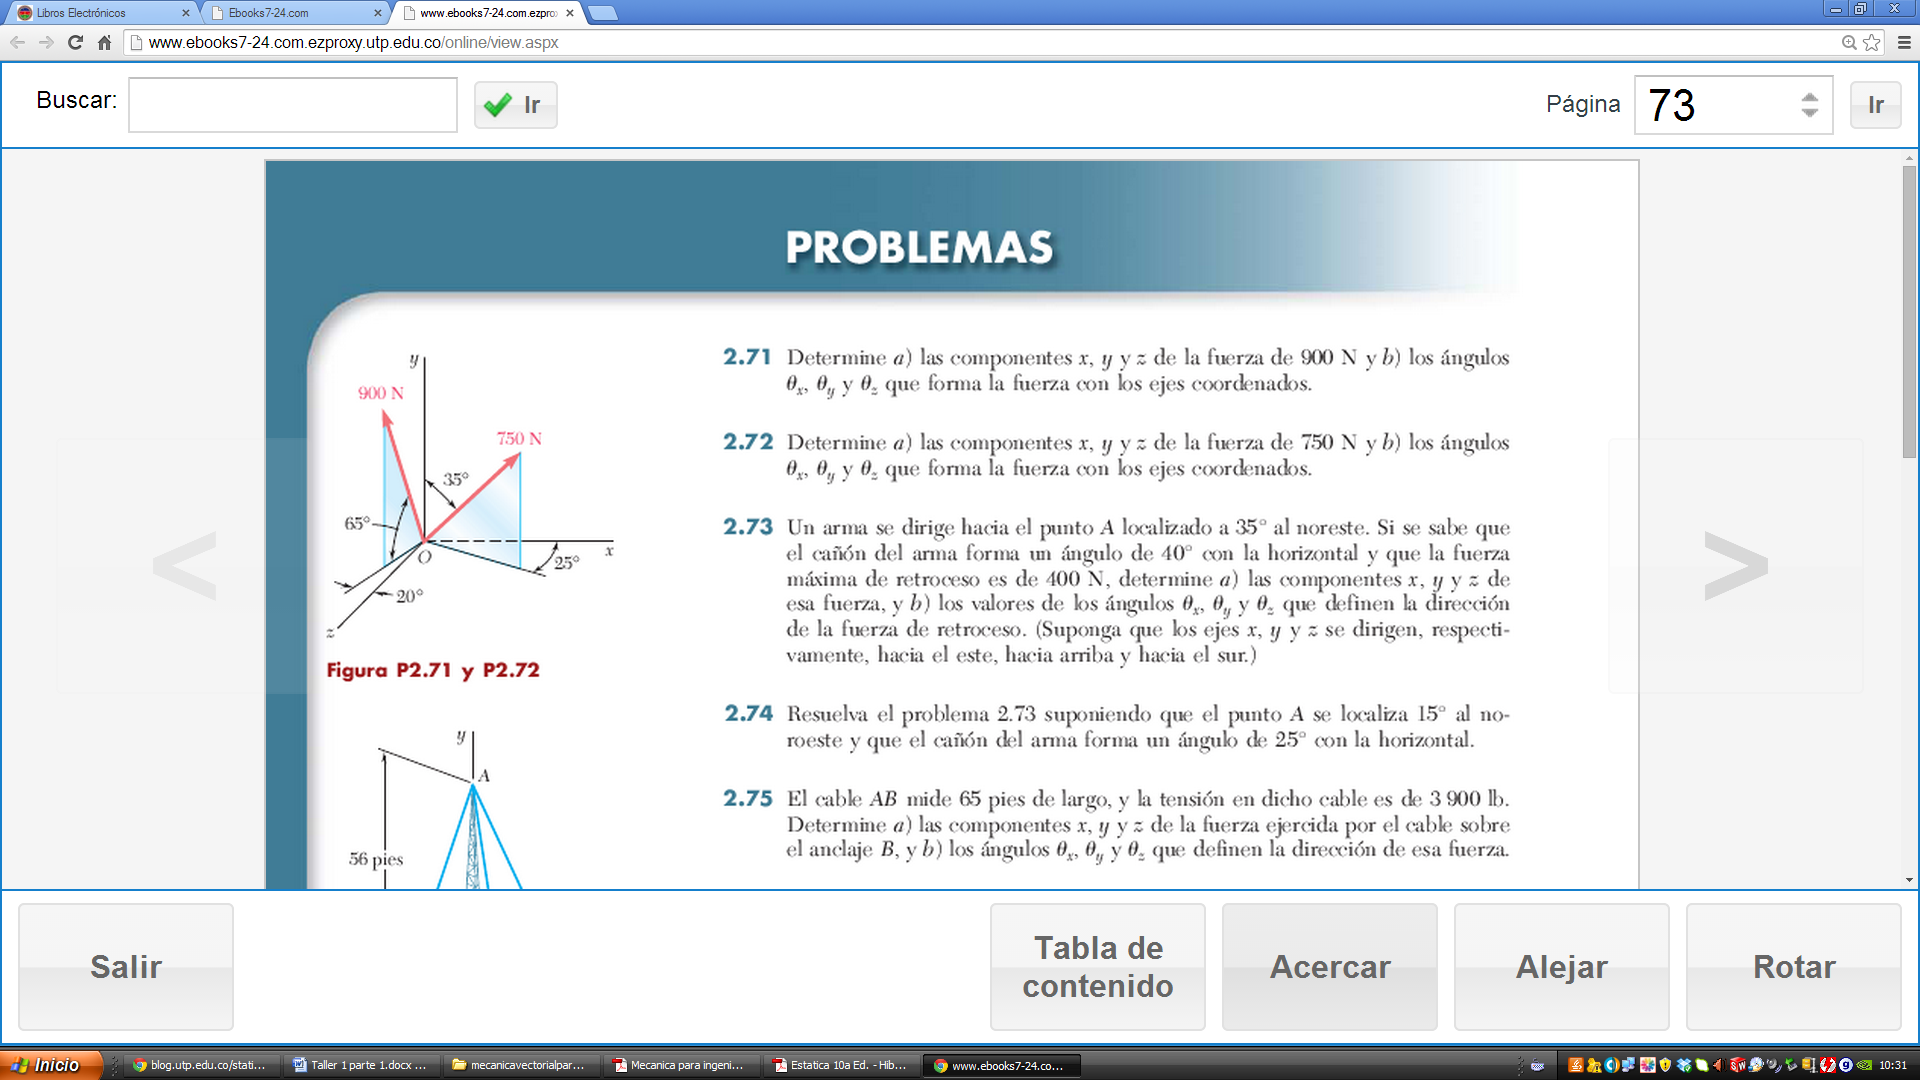 Libros Electrónicos
Ebooks7-24.com
www.ebooks7-24.com.ezpro
www.ebooks7-24.com.ezproxy.utp.edu.co/online/view.aspx
Buscar:
Ir
Página
73
Ir
PROBLEMAS
2.71 Determine a) las componentes x, y y z de la fuerza de 900 N y b) los ángulos
θx, θy y θz que forma la fuerza con los ejes coordenados.
2.72 Determine a) las componentes x, y y z de la fuerza de 750 N y b) los ángulos
θx, θy y θz que forma la fuerza con los ejes coordenados.
2.73 Un arma se dirige hacia el punto A localizado a 35° al noreste. Si se sabe que
el cañón del arma forma un ángulo de 40° con la horizontal y que la fuerza
máxima de retroceso es de 400 N, determine a) las componentes x, y y z de
esa fuerza, y b) los valores de los ángulos θx, θy y θz que definen la dirección
de la fuerza de retroceso. (Suponga que los ejes x, y y z se dirigen, respecti-
vamente, hacia el este, hacia arriba y hacia el sur.)
2.74 Resuelva el problema 2.73 suponiendo que el punto A se localiza 15° al no-
roeste y que el cañón del arma forma un ángulo de 25° con la horizontal.
2.75 El cable AB mide 65 pies de largo, y la tensión en dicho cable es de 3 900 lb.
Determine a) las componentes x, y y z de la fuerza ejercida por el cable sobre
el anclaje B, y b) los ángulos θx, θy y θz que definen la dirección de esa fuerza.
y
900 N
750 N
35°
65°
O
x
25°
20°
z
Figura P2.71 y P2.72
y
A
56 pies
<
>
Salir
Tabla de
contenido
Acercar
Alejar
Rotar
Inicio
blog.utp.edu.co/stati...
Taller 1 parte 1.docx ...
mecanicavectorialpar...
Mecanica para ingeni...
Estatica 10a Ed. - Hib...
www.ebooks7-24.co...
10:31